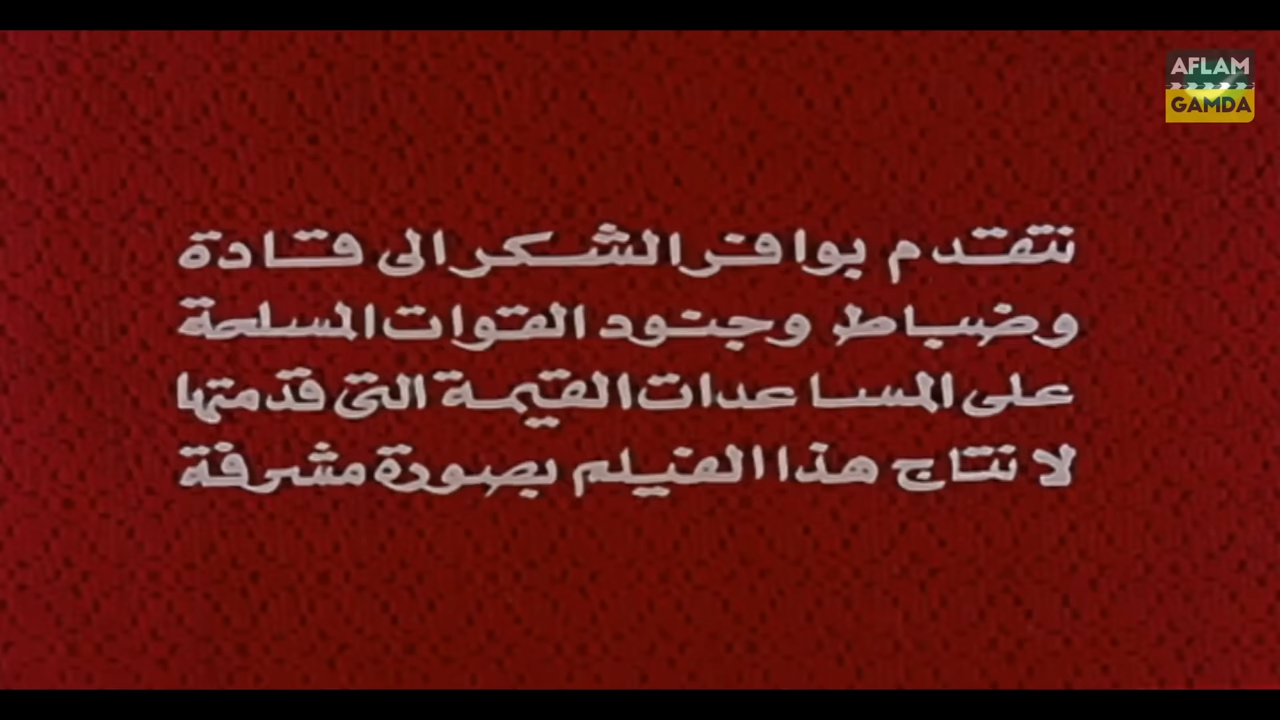 AFLAM
GAMDA
نتقدم بوافر الشكر الى قادة
وضباط وجنود القوات المسلحة
على المساعدات القيمة التى قدمتها
لانتاج هذا الفيلم بصورة مشرفة